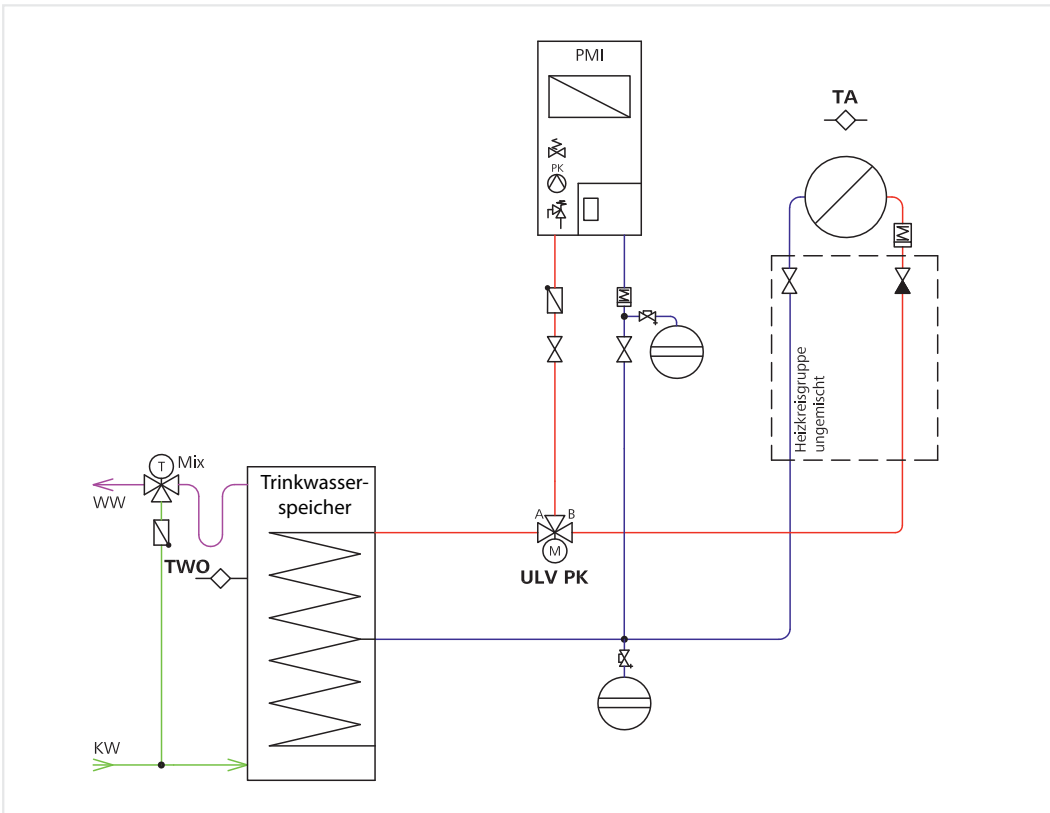 PMI
PK
TA
Heizkreisgruppe
ungemischt
T
Mix
WW
Trinkwasser-
speicher
A
B
M
ULV PK
TWO
KW